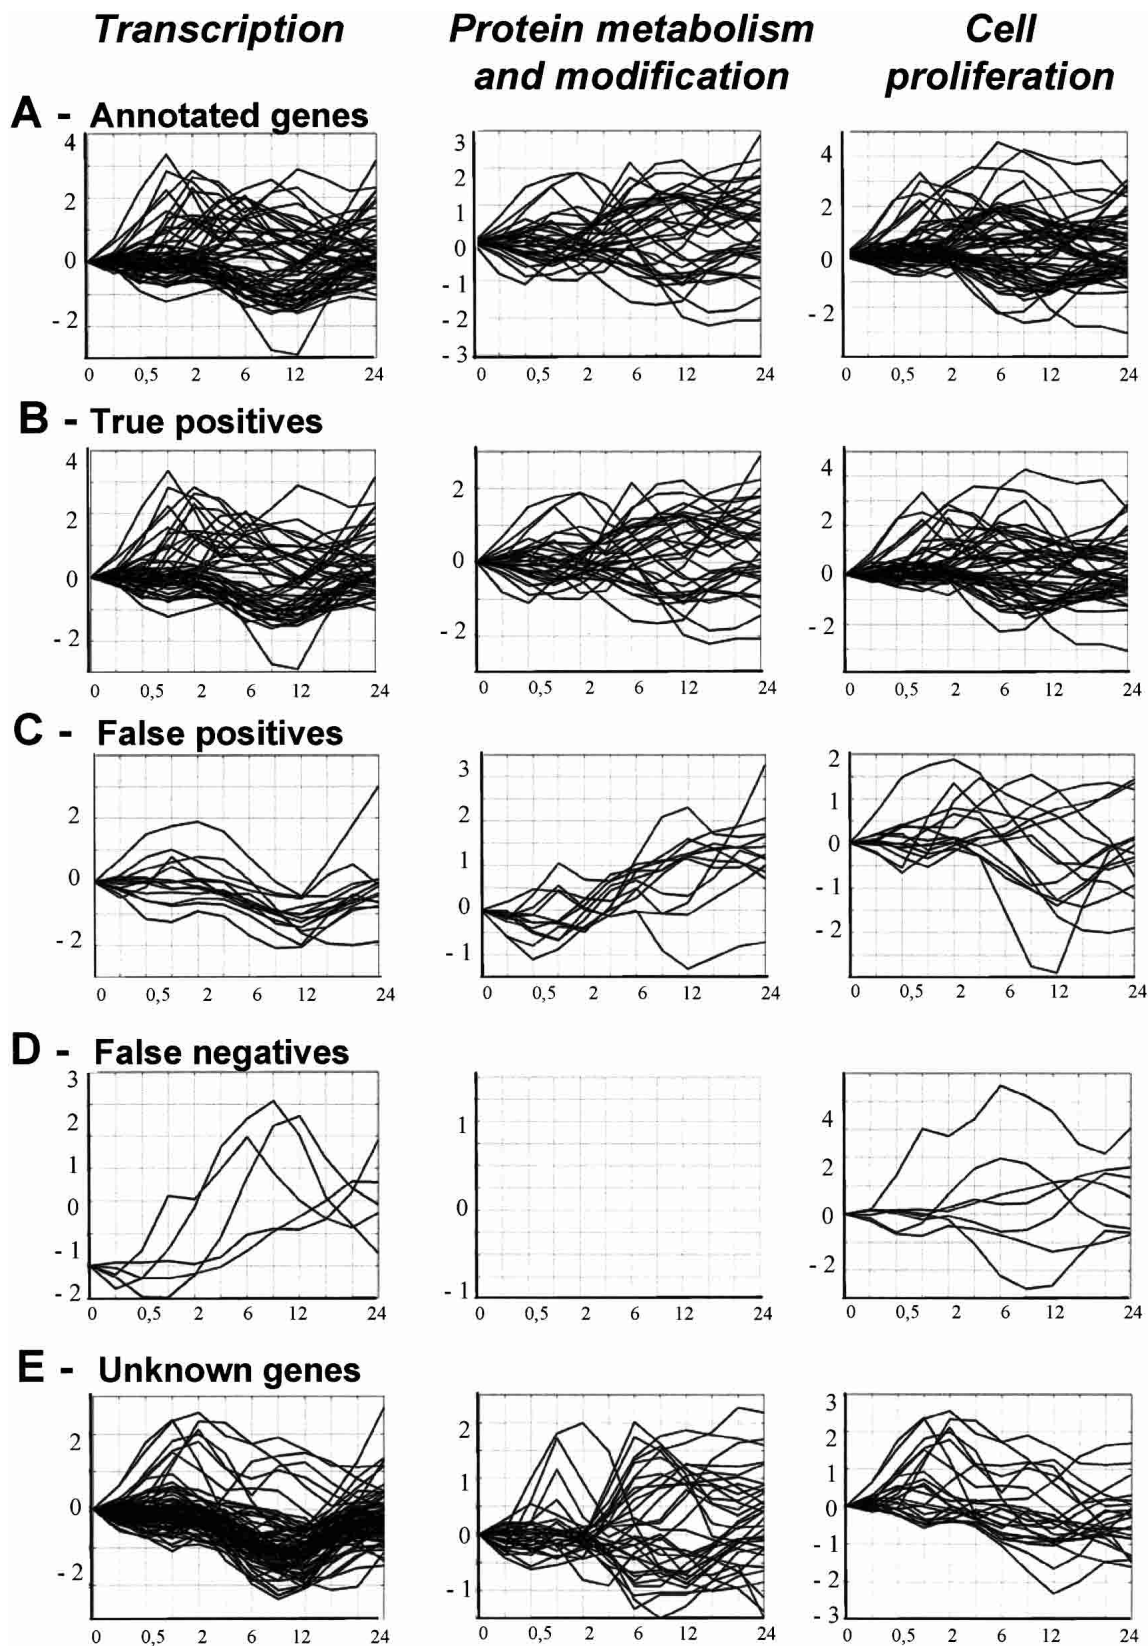 Transcription
Protein metabolism
and modification
Cell
proliferation
A - Annotated genes
4
2
0
- 2
0 0,5 2 6 12 24
3
2
1
0
- 1
- 2
- 3
0 0,5 2 6 12 24
4
2
0
- 2
0 0,5 2 6 12 24
B - True positives
4
2
0
- 2
0 0,5 2 6 12 24
2
0
- 2
0 0,5 2 6 12 24
4
2
0
- 2
0 0,5 2 6 12 24
C - False positives
2
0
- 2
0 0,5 2 6 12 24
3
2
1
0
- 1
0 0,5 2 6 12 24
2
1
0
- 1
- 2
0 0,5 2 6 12 24
D - False negatives
3
2
1
0
- 1
- 2
0 0,5 2 6 12 24
1
0
- 1
0 0,5 2 6 12 24
4
2
0
- 2
0 0,5 2 6 12 24
E - Unknown genes
2
0
- 2
0 0,5 2 6 12 24
2
1
0
- 1
0 0,5 2 6 12 24
3
2
1
0
- 1
- 2
- 3
0 0,5 2 6 12 24